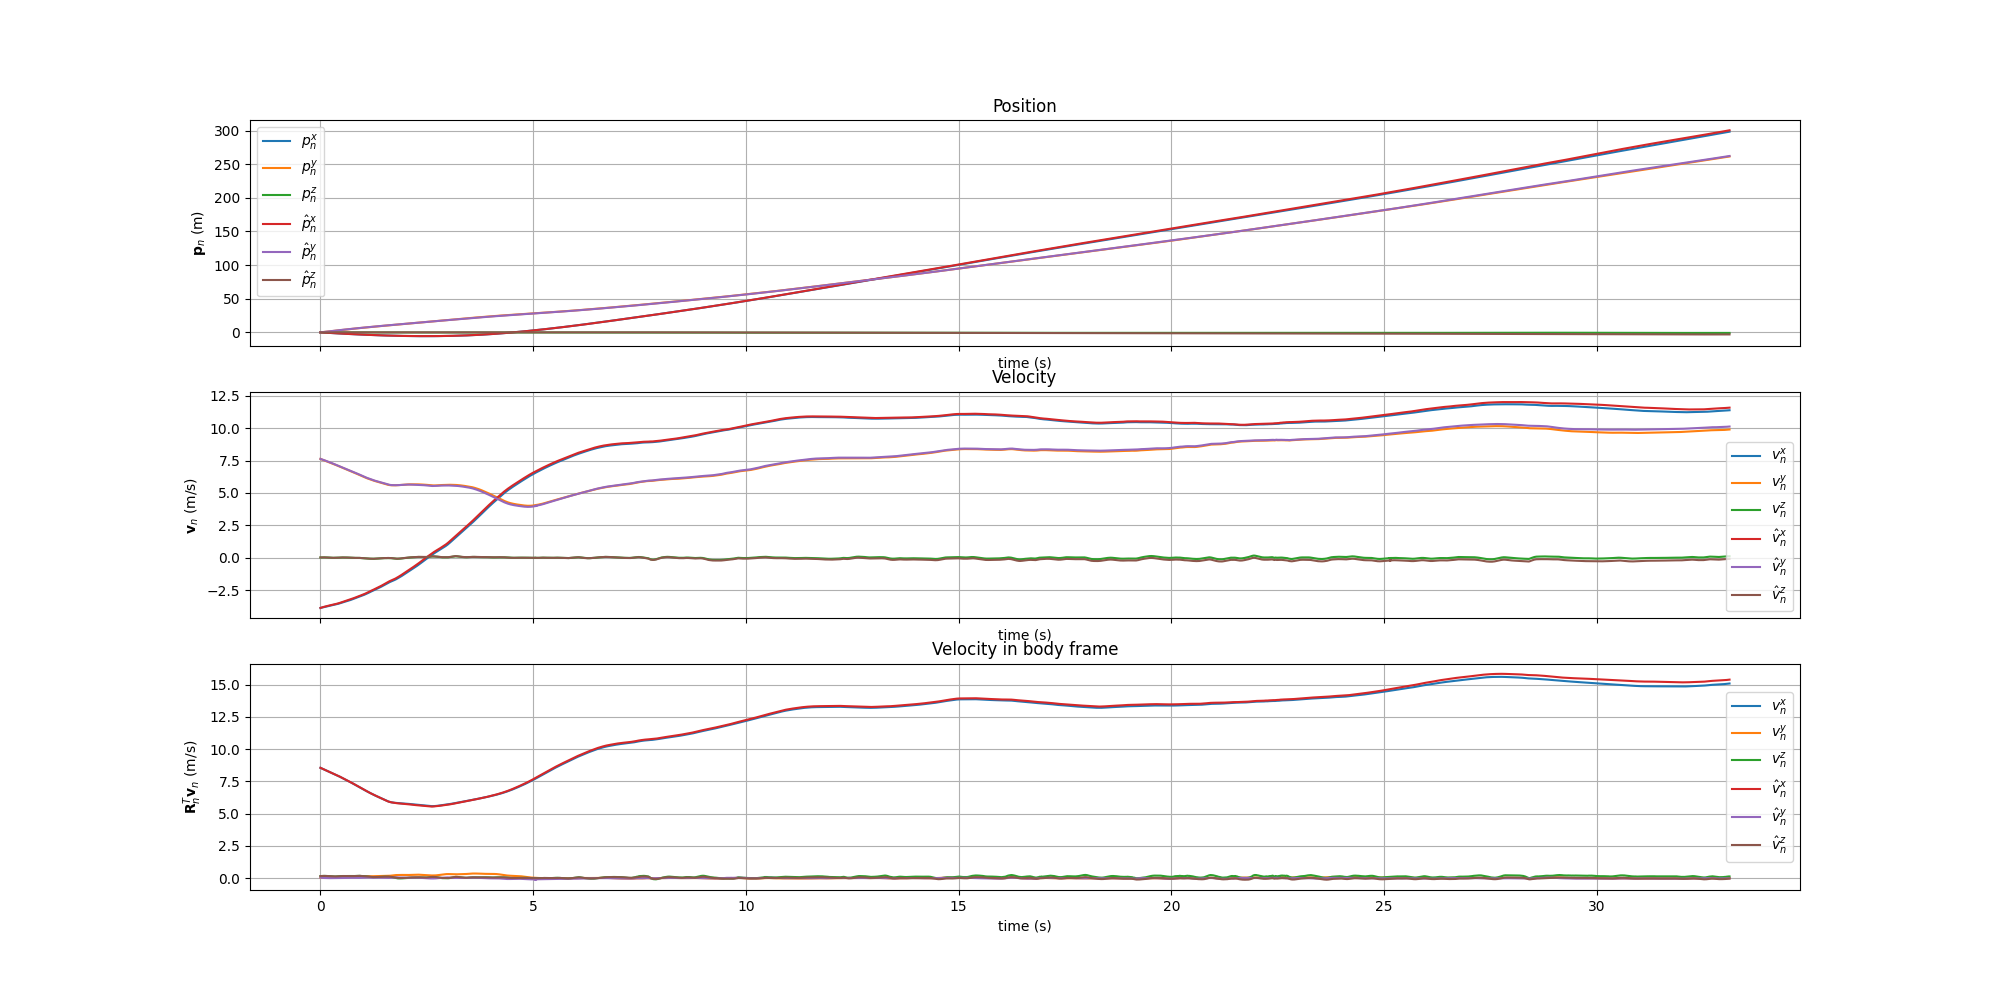 Position
300
250
200
150
100
50
0
p_n (m)
p_n^x
p_n^y
p_n^z
p̂_n^x
p̂_n^y
p̂_n^z
time (s)
Velocity
12.5
10.0
7.5
5.0
2.5
0.0
−2.5
v_n (m/s)
v_n^x
v_n^y
v_n^z
v̂_n^x
v̂_n^y
v̂_n^z
time (s)
Velocity in body frame
15.0
12.5
10.0
7.5
5.0
2.5
0.0
R_n^T v_n (m/s)
v_n^x
v_n^y
v_n^z
v̂_n^x
v̂_n^y
v̂_n^z
0 5 10 15 20 25 30
time (s)